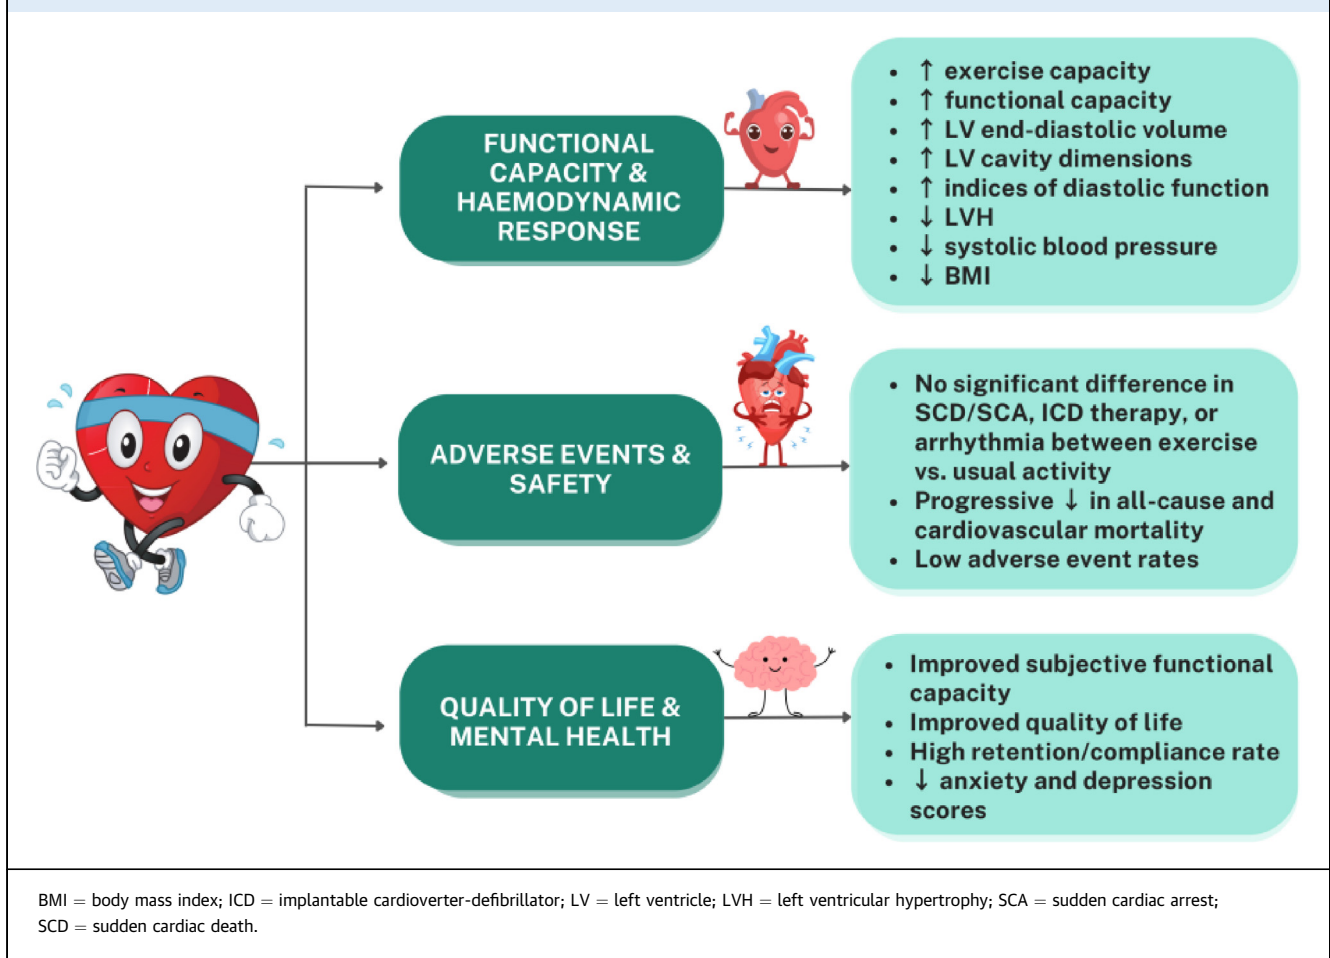 FUNCTIONAL
CAPACITY &
HAEMODYNAMIC
RESPONSE
• ↑ exercise capacity
• ↑ functional capacity
• ↑ LV end-diastolic volume
• ↑ LV cavity dimensions
• ↑ indices of diastolic function
• ↓ LVH
• ↓ systolic blood pressure
• ↓ BMI
ADVERSE EVENTS &
SAFETY
• No significant difference in
SCD/SCA, ICD therapy, or
arrhythmia between exercise
vs. usual activity
• Progressive ↓ in all-cause and
cardiovascular mortality
• Low adverse event rates
QUALITY OF LIFE &
MENTAL HEALTH
• Improved subjective functional
capacity
• Improved quality of life
• High retention/compliance rate
• ↓ anxiety and depression
scores
BMI = body mass index; ICD = implantable cardioverter-defibrillator; LV = left ventricle; LVH = left ventricular hypertrophy; SCA = sudden cardiac arrest;
SCD = sudden cardiac death.